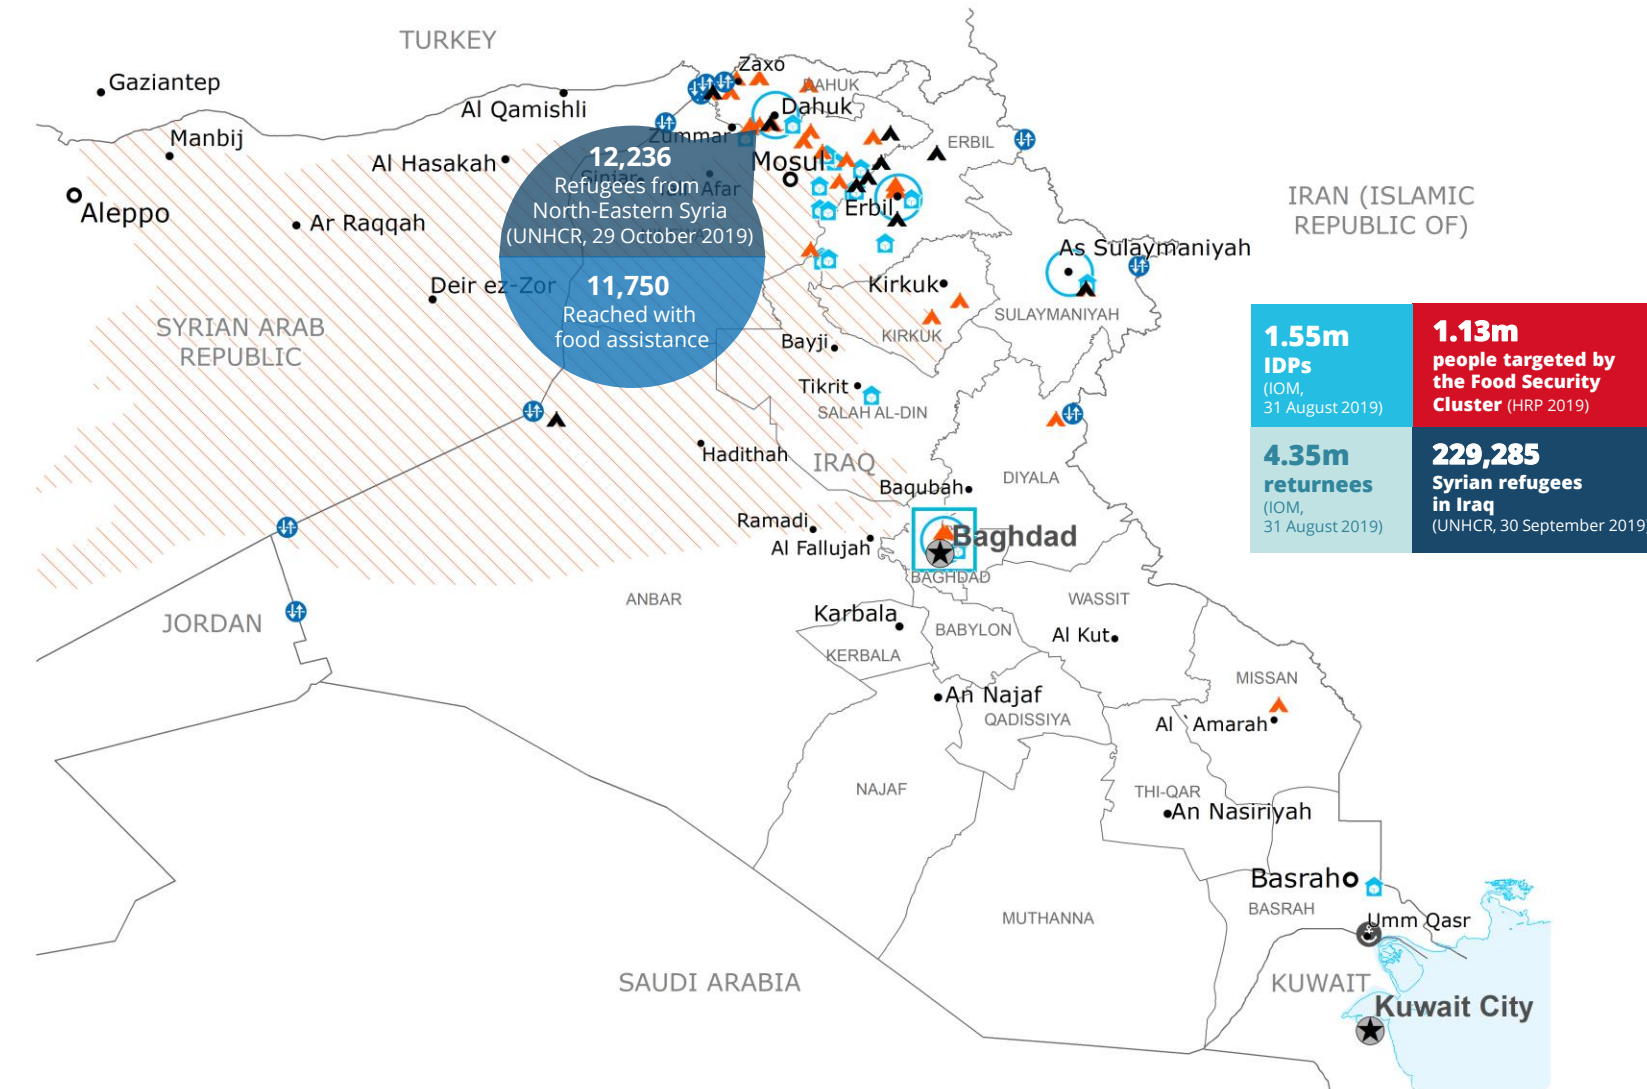 TURKEY
Gaziantep
Al Qamishli
Zaxo
DAHUK
Dahuk
Manbij
Zummar
Al Hasakah
Mosul
ERBIL
Sinjar
Afar
Aleppo
Ar Raqqah
Erbil
IRAN (ISLAMIC
REPUBLIC OF)
12,236
Refugees from
North-Eastern Syria
(UNHCR, 29 October 2019)
11,750
Reached with
food assistance
As Sulaymaniyah
Deir ez-Zor
Kirkuk
SULAYMANIYAH
SYRIAN ARAB
REPUBLIC
KIRKUK
Bayji
Tikrit
SALAH AL-DIN
1.55m
IDPs
(IOM,
31 August 2019)
1.13m
people targeted by
the Food Security
Cluster (HRP 2019)
4.35m
returnees
(IOM,
31 August 2019)
229,285
Syrian refugees
in Iraq
(UNHCR, 30 September 2019
Hadithah
IRAQ
DIYALA
Baqubah
Ramadi
Al Fallujah
Baghdad
BAGHDAD
ANBAR
WASSIT
JORDAN
Karbala
BABYLON
Al Kut
KERBALA
MISSAN
An Najaf
QADISSIYA
Al `Amarah
NAJAF
THI-QAR
An Nasiriyah
Basrah
BASRAH
MUTHANNA
Umm Qasr
SAUDI ARABIA
KUWAIT
Kuwait City